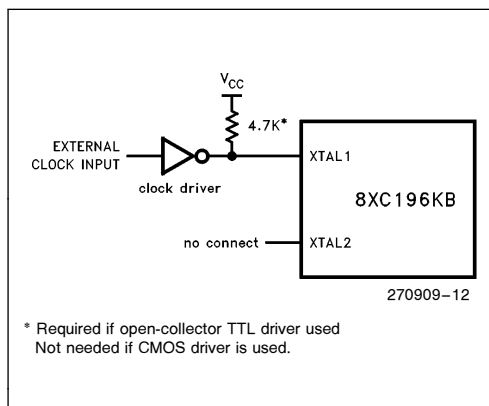 VCC
4.7K*
EXTERNAL
CLOCK INPUT
clock driver
XTAL1
8XC196KB
no connect
XTAL2
270909-12
* Required if open-collector TTL driver used
Not needed if CMOS driver is used.